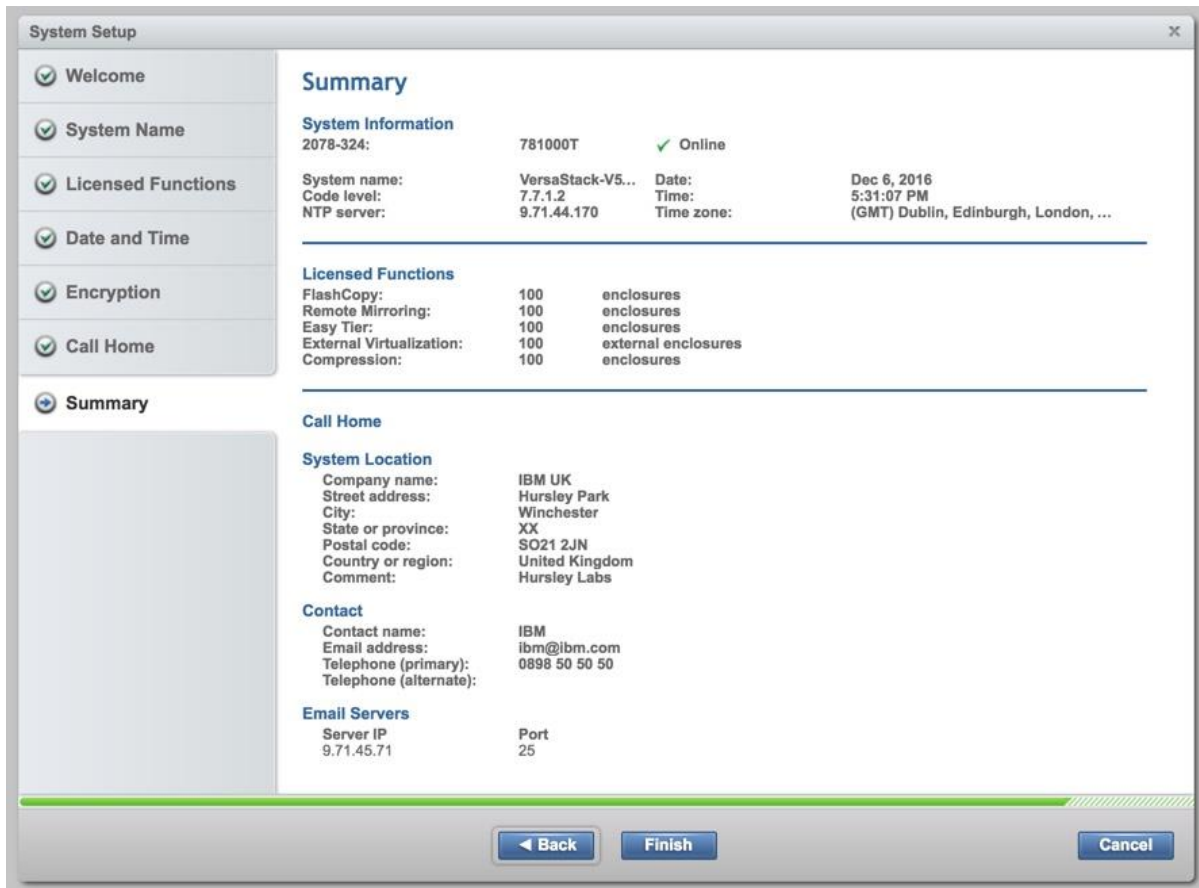 System Setup x
Welcome
System Name
Licensed Functions
Date and Time
Encryption
Call Home
Summary
Summary
System Information
2078-324: 781000T Online
System name: VersaStack-V5... Date: Dec 6, 2016
Code level: 7.7.1.2 Time: 5:31:07 PM
NTP server: 9.71.44.170 Time zone: (GMT) Dublin, Edinburgh, London, ...
Licensed Functions
FlashCopy: 100 enclosures
Remote Mirroring: 100 enclosures
Easy Tier: 100 enclosures
External Virtualization: 100 external enclosures
Compression: 100 enclosures
Call Home
System Location
Company name: IBM UK
Street address: Hursley Park
City: Winchester
State or province: XX
Postal code: SO21 2JN
Country or region: United Kingdom
Comment: Hursley Labs
Contact
Contact name: IBM
Email address: ibm@ibm.com
Telephone (primary): 0898 50 50 50
Telephone (alternate):
Email Servers
Server IP Port
9.71.45.71 25
Back Finish Cancel